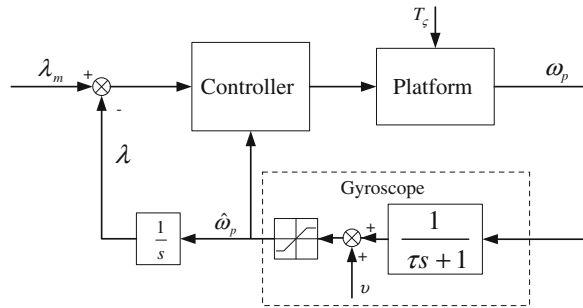 T_ς
λ_m + - Controller Platform ω_p
λ
Gyroscope
1/s ω̂_p + + 1/(τs + 1)
υ